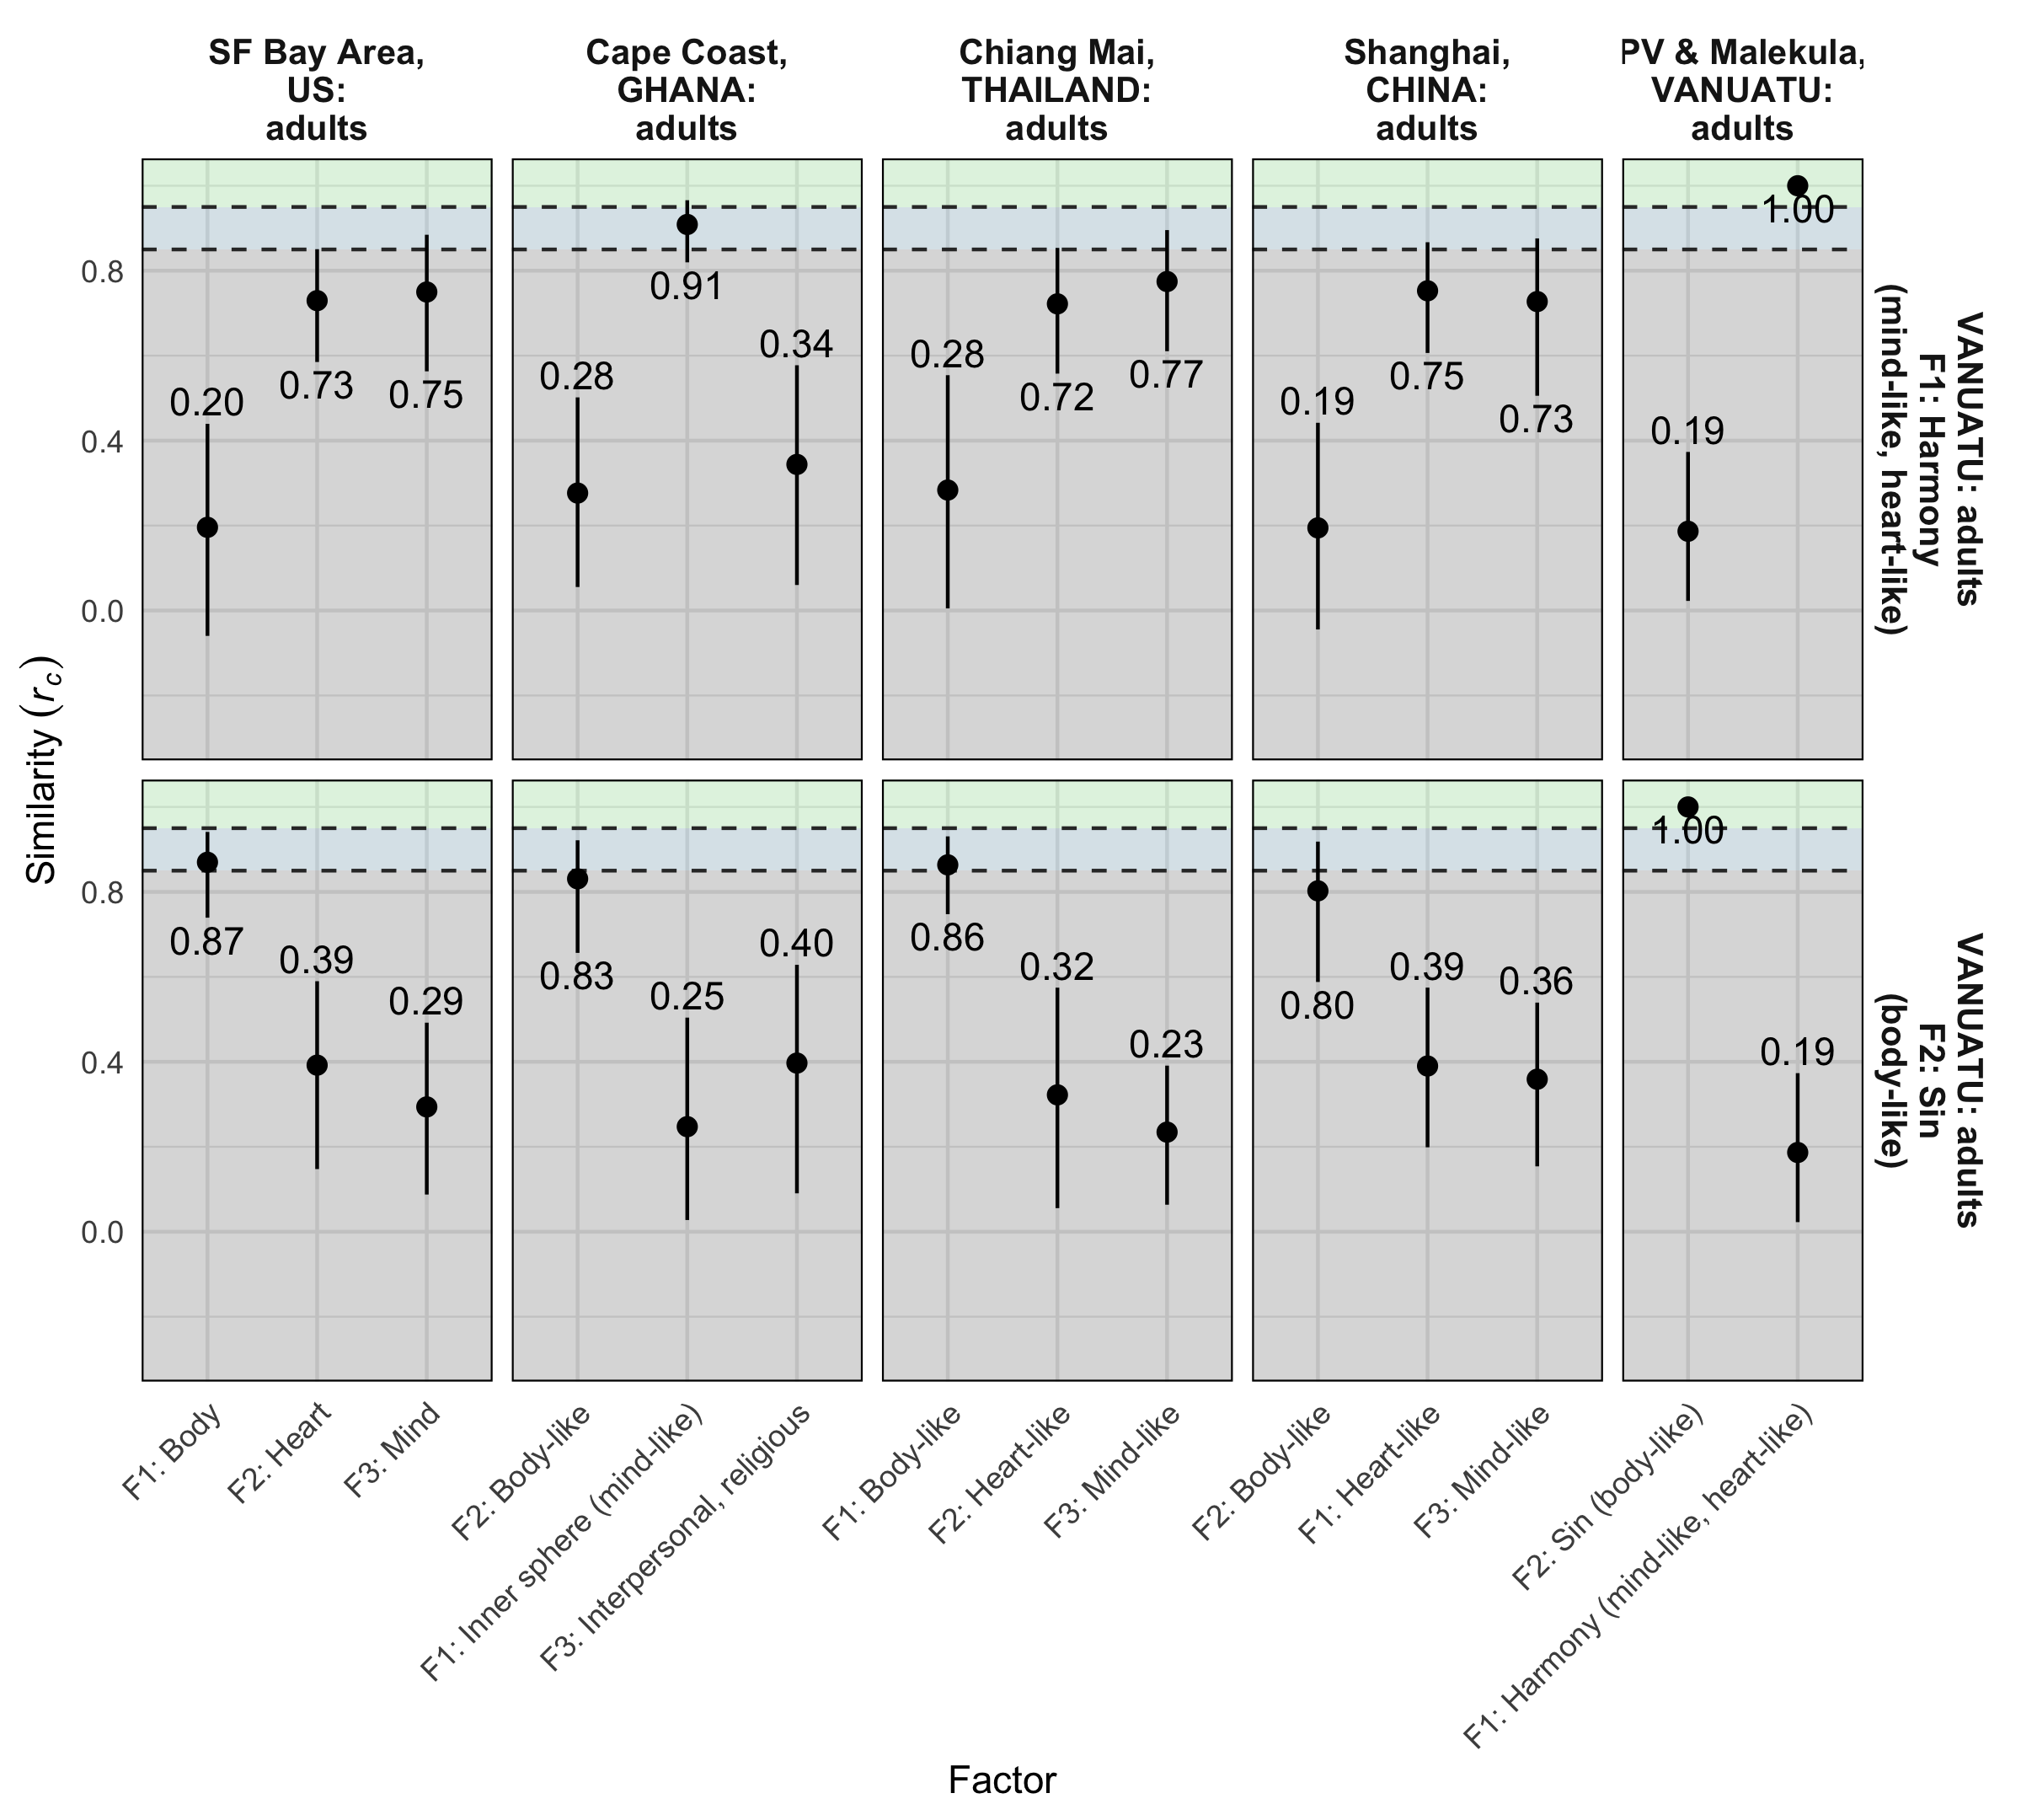 SF Bay Area,
US:
adults
Cape Coast,
GHANA:
adults
Chiang Mai,
THAILAND:
adults
Shanghai,
CHINA:
adults
PV & Malekula,
VANUATU:
adults
Similarity (rc)
0.8
0.4
0.0
0.20
0.73
0.75
0.28
0.91
0.34
0.28
0.72
0.77
0.19
0.75
0.73
0.19
1.00
VANUATU: adults
F1: Harmony
(mind-like, heart-like)
0.8
0.4
0.0
0.87
0.39
0.29
0.83
0.25
0.40
0.86
0.32
0.23
0.80
0.39
0.36
1.00
0.19
VANUATU: adults
F2: Sin
(body-like)
F1: Body
F2: Heart
F3: Mind
F2: Body-like
F1: Inner sphere (mind-like)
F3: Interpersonal, religious
F1: Body-like
F2: Heart-like
F3: Mind-like
F2: Body-like
F1: Heart-like
F3: Mind-like
F2: Sin (body-like)
F1: Harmony (mind-like, heart-like)
Factor